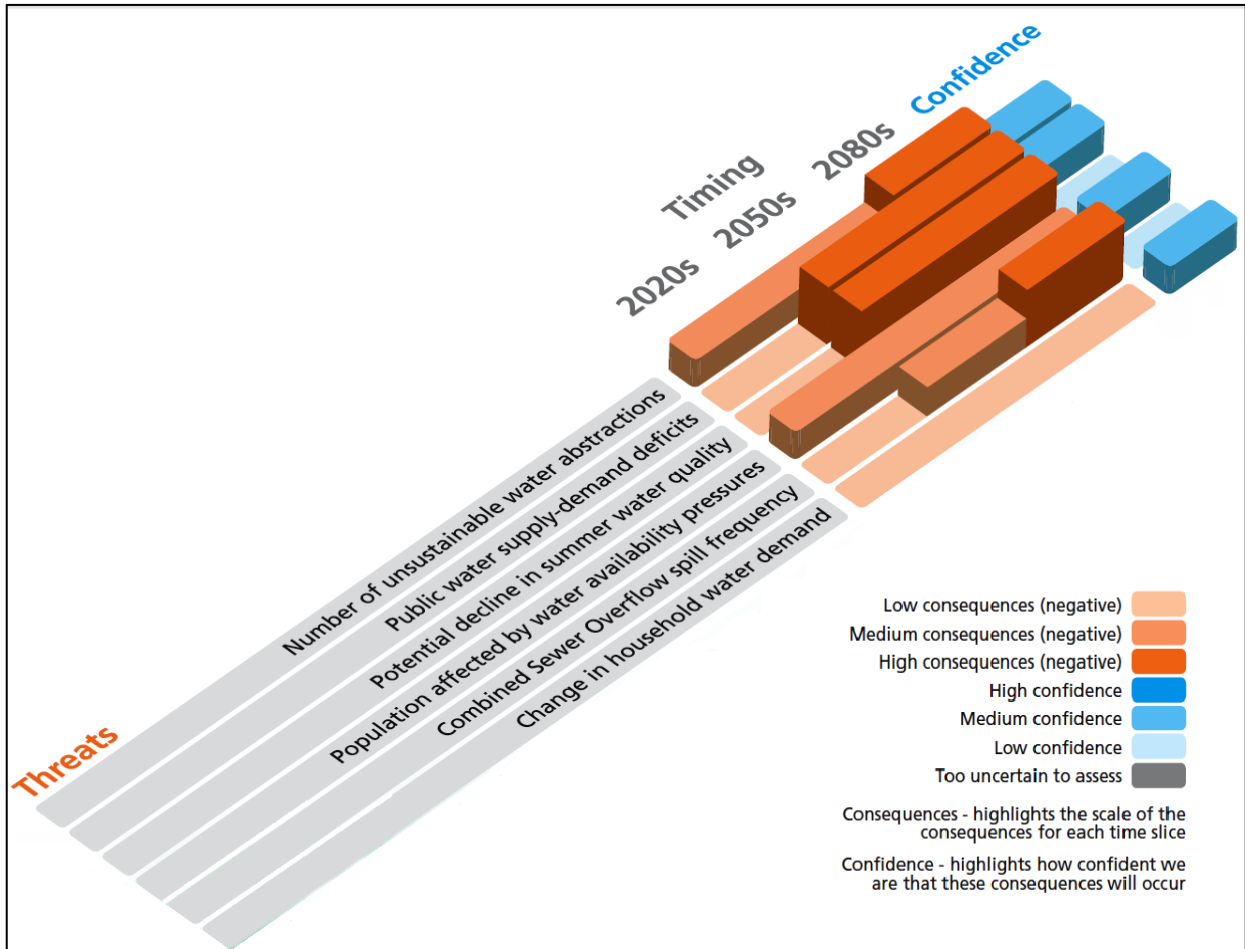 Confidence
Timing
2020s
2050s
2080s
Threats
Number of unsustainable water abstractions
Public water supply-demand deficits
Potential decline in summer water quality
Population affected by water availability pressures
Combined Sewer Overflow spill frequency
Change in household water demand
Low consequences (negative)
Medium consequences (negative)
High consequences (negative)
High confidence
Medium confidence
Low confidence
Too uncertain to assess
Consequences - highlights the scale of the
consequences for each time slice
Confidence - highlights how confident we
are that these consequences will occur